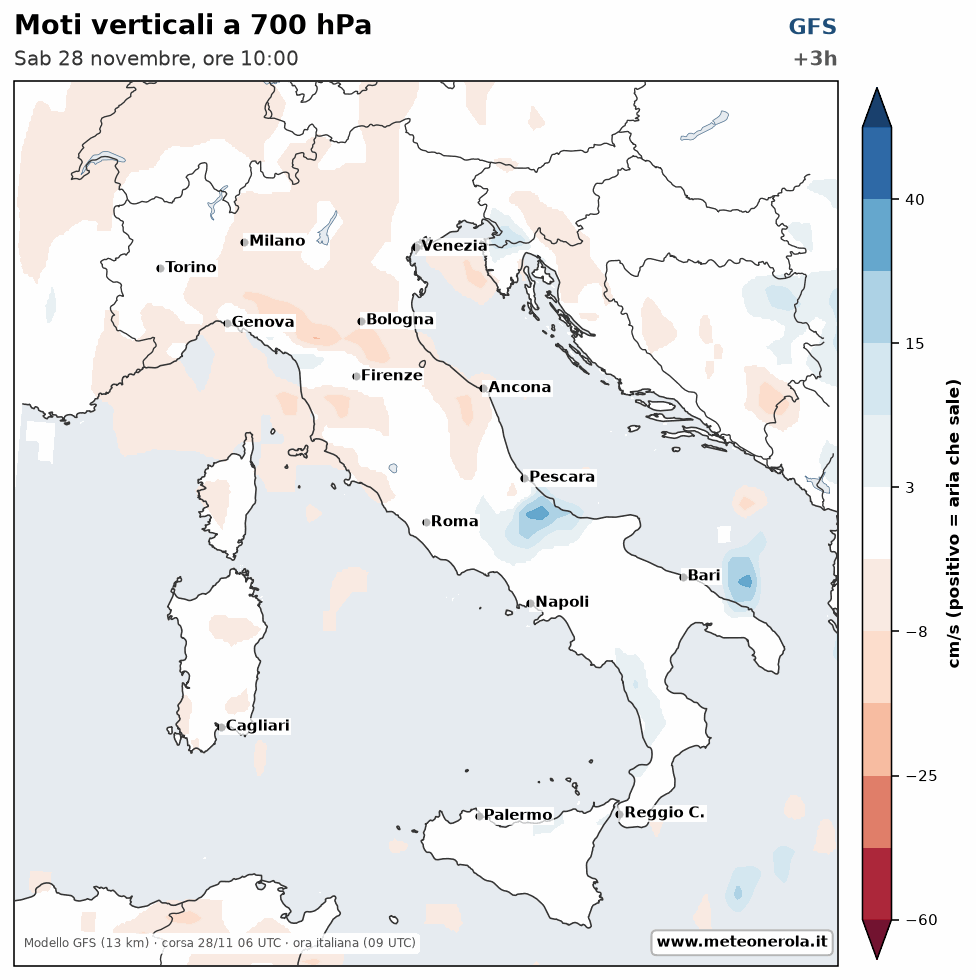 Moti verticali a 700 hPa
GFS
Sab 28 novembre, ore 10:00
+3h
Milano
Venezia
Torino
Genova
Bologna
Firenze
Ancona
Pescara
Roma
Bari
Napoli
Cagliari
Palermo
Reggio C.
40
15
3
−8
−25
−60
cm/s (positivo = aria che sale)
Modello GFS (13 km) · corsa 28/11 06 UTC · ora italiana (09 UTC)
www.meteonerola.it